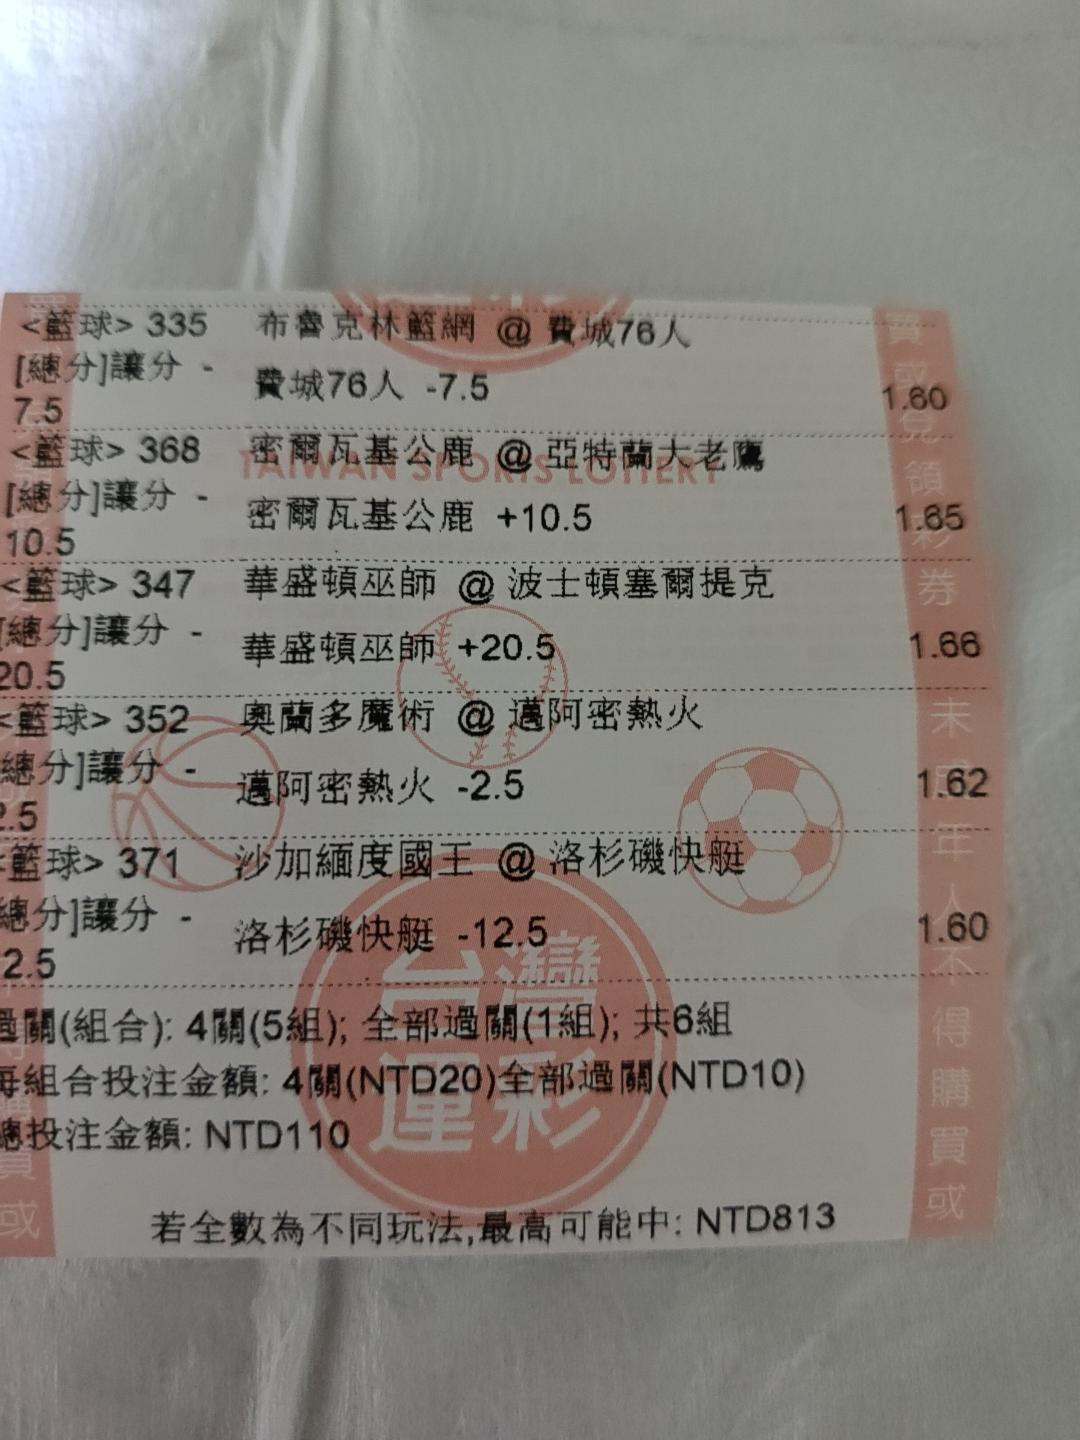 <籃球> 335 布魯克林籃網 @ 費城76人
[總分]讓分 - 7.5 費城76人 -7.5 1.60
<籃球> 368 密爾瓦基公鹿 @ 亞特蘭大老鷹
TAIWAN SPORTS LOTTERY
[總分]讓分 - 10.5 密爾瓦基公鹿 +10.5 1.65
<籃球> 347 華盛頓巫師 @ 波士頓塞爾提克
[總分]讓分 - 20.5 華盛頓巫師 +20.5 1.66
<籃球> 352 奧蘭多魔術 @ 邁阿密熱火
總分]讓分 - 2.5 邁阿密熱火 -2.5 1.62
<籃球> 371 沙加緬度國王 @ 洛杉磯快艇
總分]讓分 - 2.5 洛杉磯快艇 -12.5 1.60
過關(組合): 4關(5組); 全部過關(1組); 共6組
每組合投注金額: 4關(NTD20)全部過關(NTD10)
總投注金額: NTD110
若全數為不同玩法,最高可能中: NTD813
台灣運彩
買或兌領彩券 未成年人不得購買或